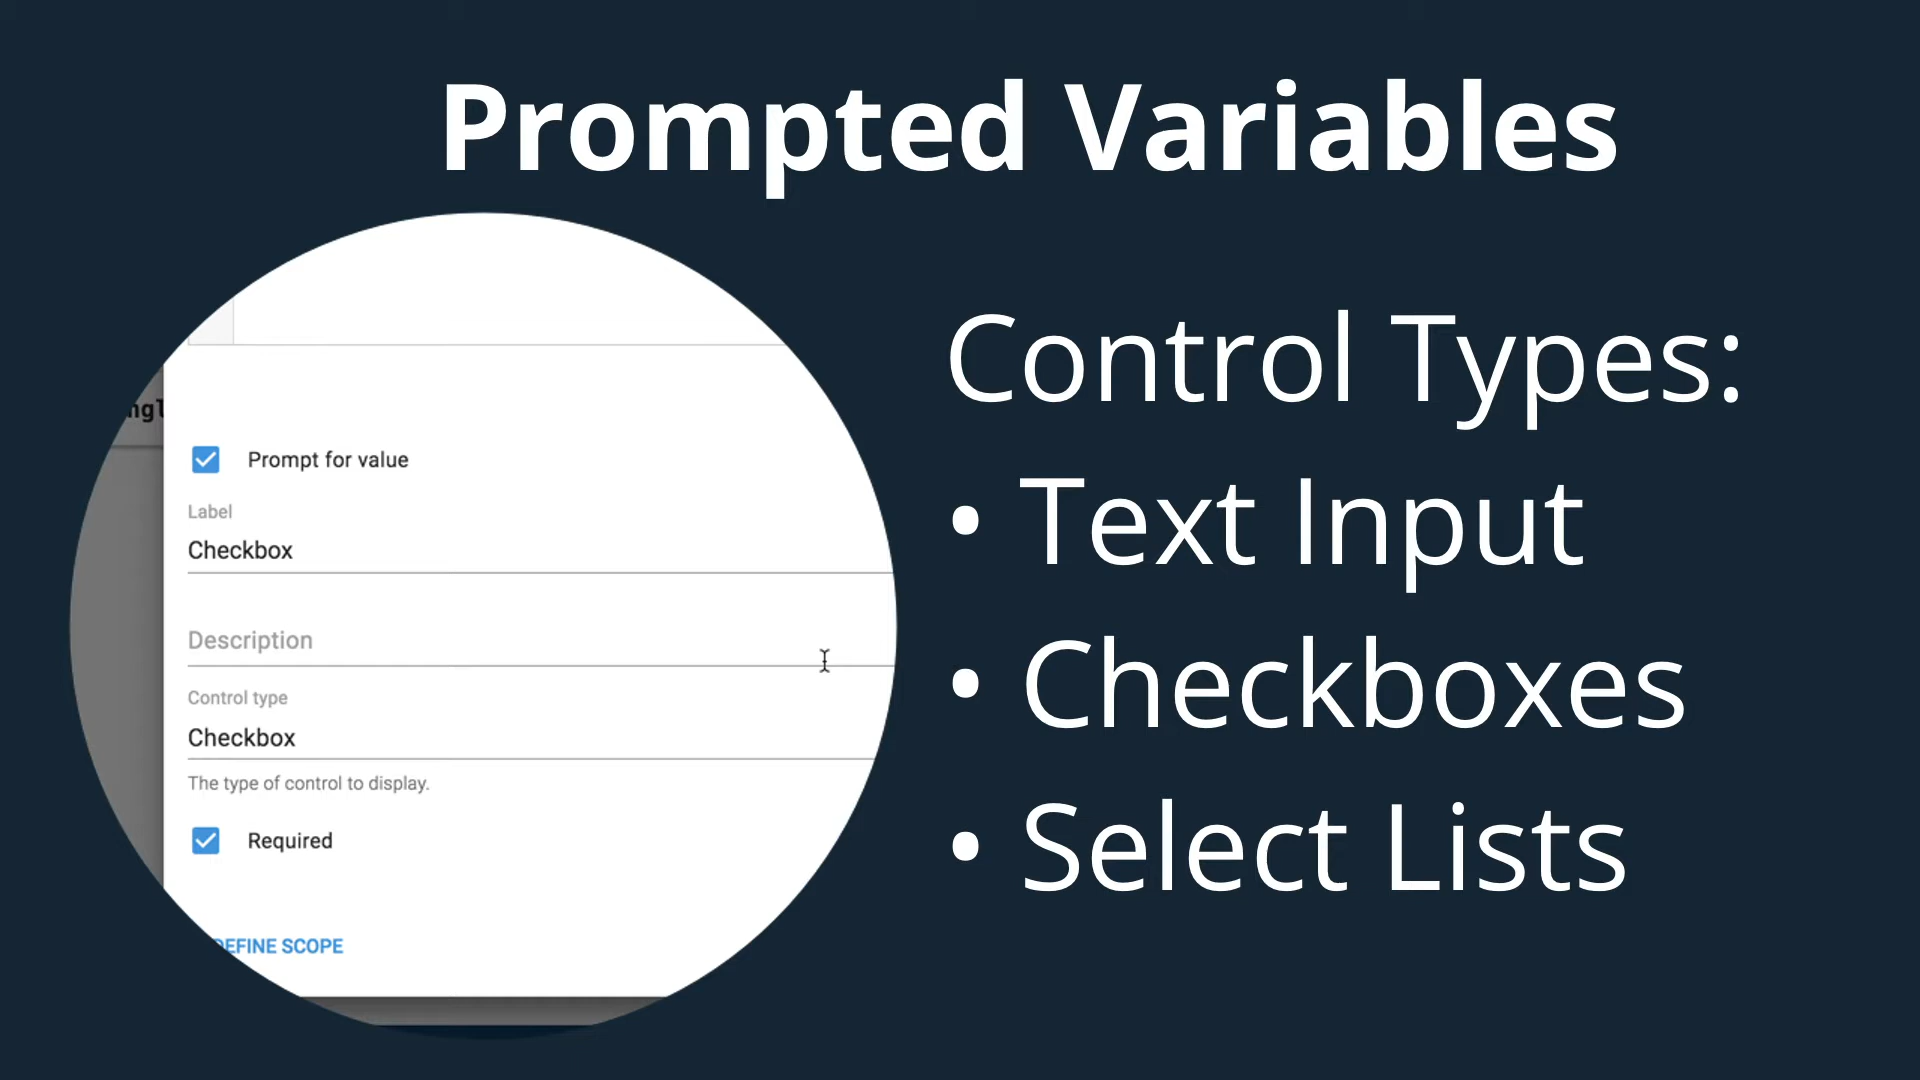 Prompted Variables
Prompt for value
Label
Checkbox
Description
Control type
Checkbox
The type of control to display.
Required
SCOPE
Control Types:
• Text Input
• Checkboxes
• Select Lists